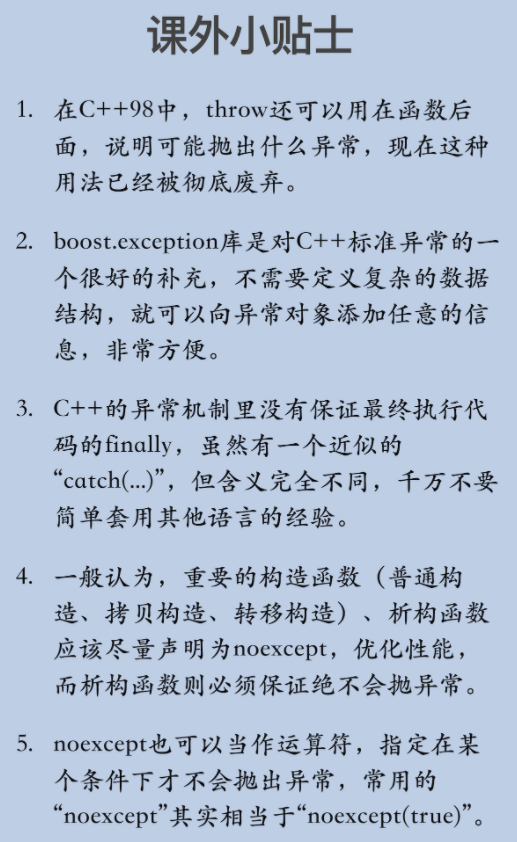 课外小贴士
1. 在C++98中，throw还可以用在函数后
面，说明可能抛出什么异常，现在这种
用法已经被彻底废弃。
2. boost.exception库是对C++标准异常的一
个很好的补充，不需要定义复杂的数据
结构，就可以向异常对象添加任意的信
息，非常方便。
3. C++的异常机制里没有保证最终执行代
码的finally，虽然有一个近似的
“catch(...)”，但含义完全不同，千万不要
简单套用其他语言的经验。
4. 一般认为，重要的构造函数（普通构
造、拷贝构造、转移构造）、析构函数
应该尽量声明为noexcept，优化性能，
而析构函数则必须保证绝不会抛异常。
5. noexcept也可以当作运算符，指定在某
个条件下才不会抛出异常，常用的
“noexcept”其实相当于“noexcept(true)”。